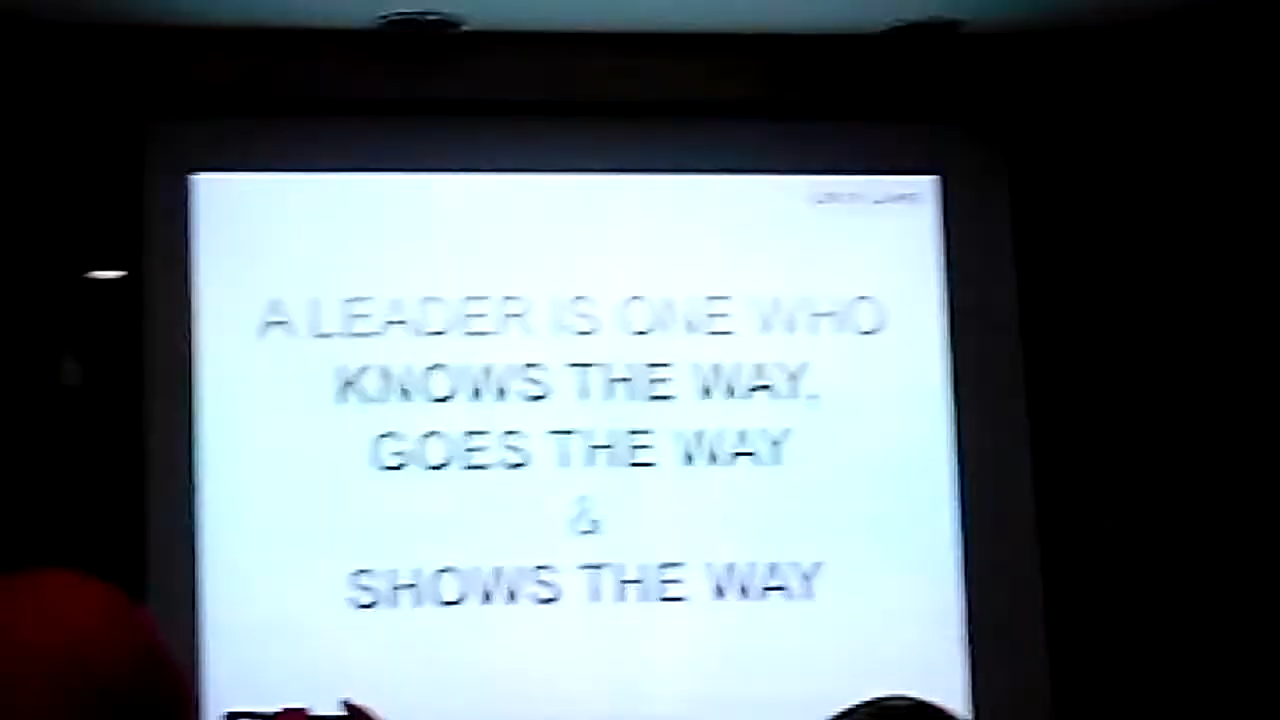 A LEADER IS ONE WHO
KNOWS THE WAY,
GOES THE WAY
&
SHOWS THE WAY